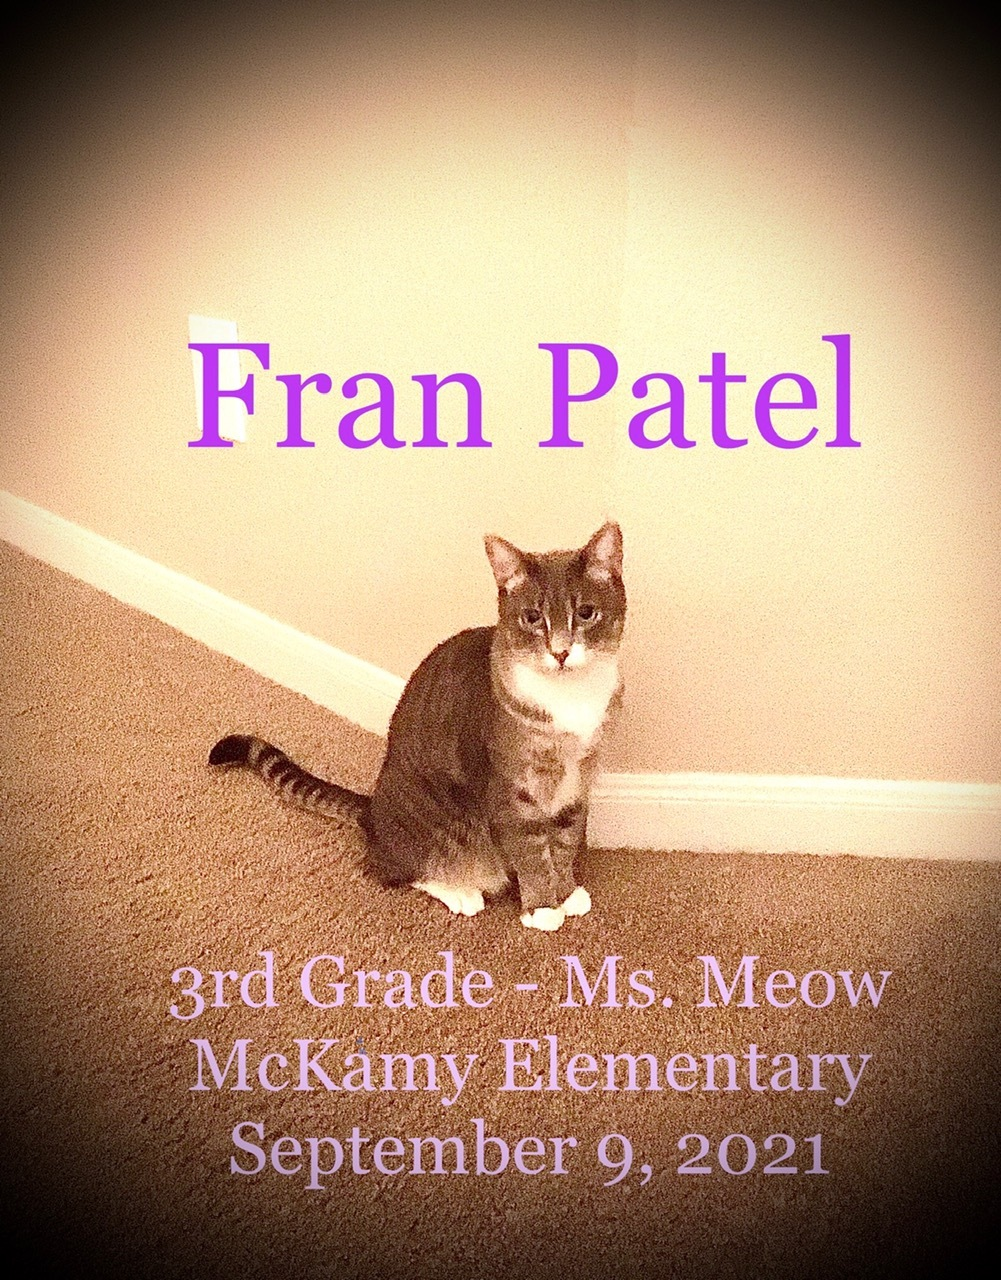 Fran Patel
3rd Grade - Ms. Meow
McKamy Elementary
September 9, 2021